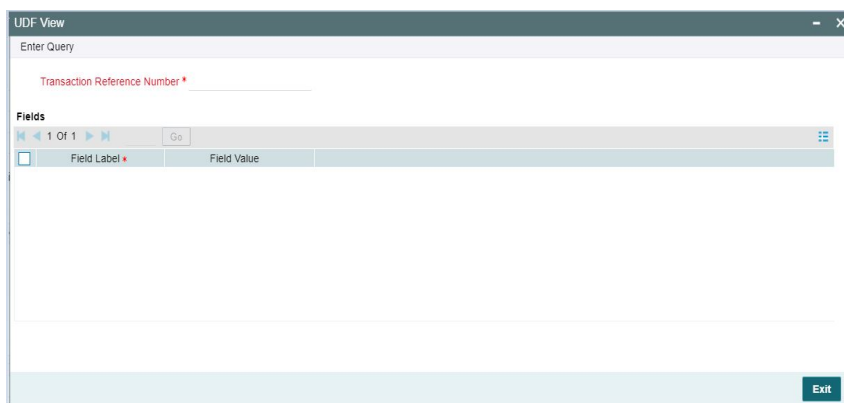 UDF View
Enter Query
Transaction Reference Number *
Fields
1 Of 1 Go
Field Label * Field Value
Exit